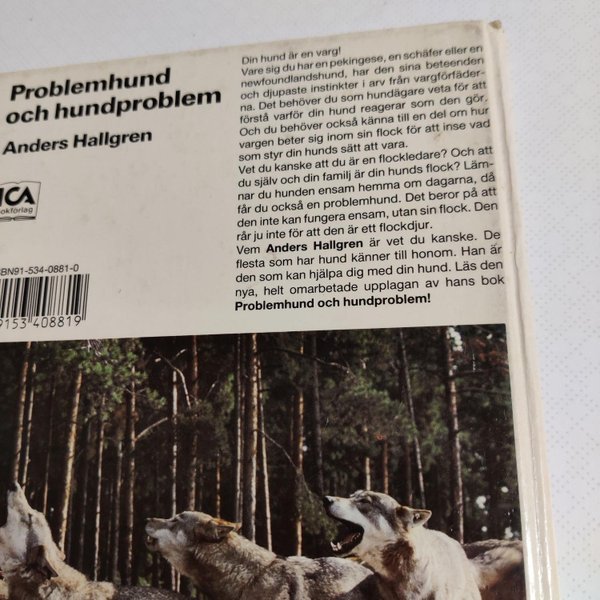 Problemhund
och hundproblem
Anders Hallgren
ICA
bokförlag
ISBN91-534-0881-0
9153 408819
Din hund är en varg!
Vare sig du har en pekingese, en schäfer eller en
newfoundlandshund, har den sina beteenden
och djupaste instinkter i arv från vargförfäder-
na. Det behöver du som hundägare veta för att
förstå varför din hund reagerar som den gör.
Och du behöver också känna till en del om hur
vargen beter sig inom sin flock för att inse vad
som styr din hunds sätt att vara.
Vet du kanske att du är en flockledare? Och att
du själv och din familj är din hunds flock? Läm-
nar du hunden ensam hemma om dagarna, då
får du också en problemhund. Det beror på att
den inte kan fungera ensam, utan sin flock. Den
rår ju inte för att den är ett flockdjur.
Vem Anders Hallgren är vet du kanske. De
flesta som har hund känner till honom. Han är
den som kan hjälpa dig med din hund. Läs den
nya, helt omarbetade upplagan av hans bok
Problemhund och hundproblem!